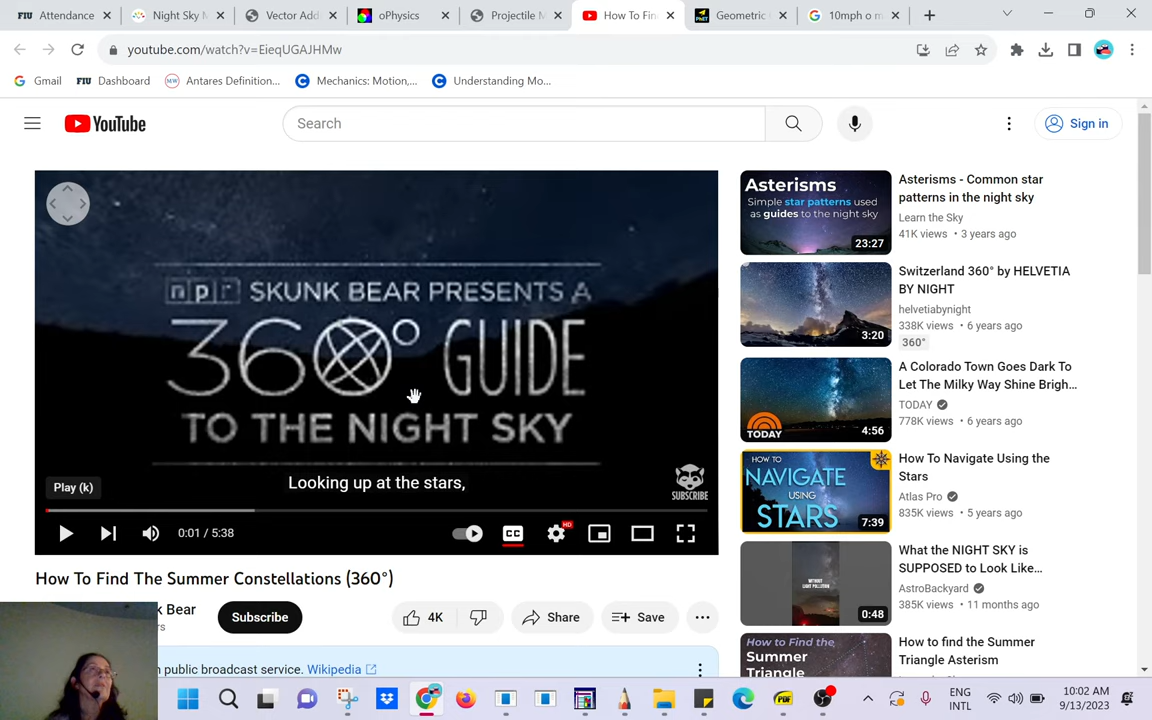 FIU Attendance
Night Sky M
Vector Add
oPhysics
Projectile M
How To Fin
Geometric
10mph o m
youtube.com/watch?v=EieqUGAJHMw
Gmail
FIU Dashboard
Antares Definition...
Mechanics: Motion,...
Understanding Mo...
YouTube
Search
Sign in
npr SKUNK BEAR PRESENTS A
360° GUIDE
TO THE NIGHT SKY
Looking up at the stars,
SUBSCRIBE
Play (k)
0:01 / 5:38
CC
HD
How To Find The Summer Constellations (360°)
k Bear
rs
Subscribe
4K
Share
Save
n public broadcast service. Wikipedia
Asterisms
Simple star patterns used
as guides to the night sky
23:27
Asterisms - Common star
patterns in the night sky
Learn the Sky
41K views • 3 years ago
3:20
Switzerland 360° by HELVETIA
BY NIGHT
helvetiabynight
338K views • 6 years ago
360°
TODAY
4:56
A Colorado Town Goes Dark To
Let The Milky Way Shine Brigh...
TODAY
778K views • 6 years ago
HOW TO
NAVIGATE
USING
STARS
7:39
How To Navigate Using the
Stars
Atlas Pro
835K views • 5 years ago
WITHOUT
LIGHT POLLUTION
0:48
What the NIGHT SKY is
SUPPOSED to Look Like...
AstroBackyard
385K views • 11 months ago
How to Find the
Summer
Triangle
How to find the Summer
Triangle Asterism
ENG
INTL
10:02 AM
9/13/2023